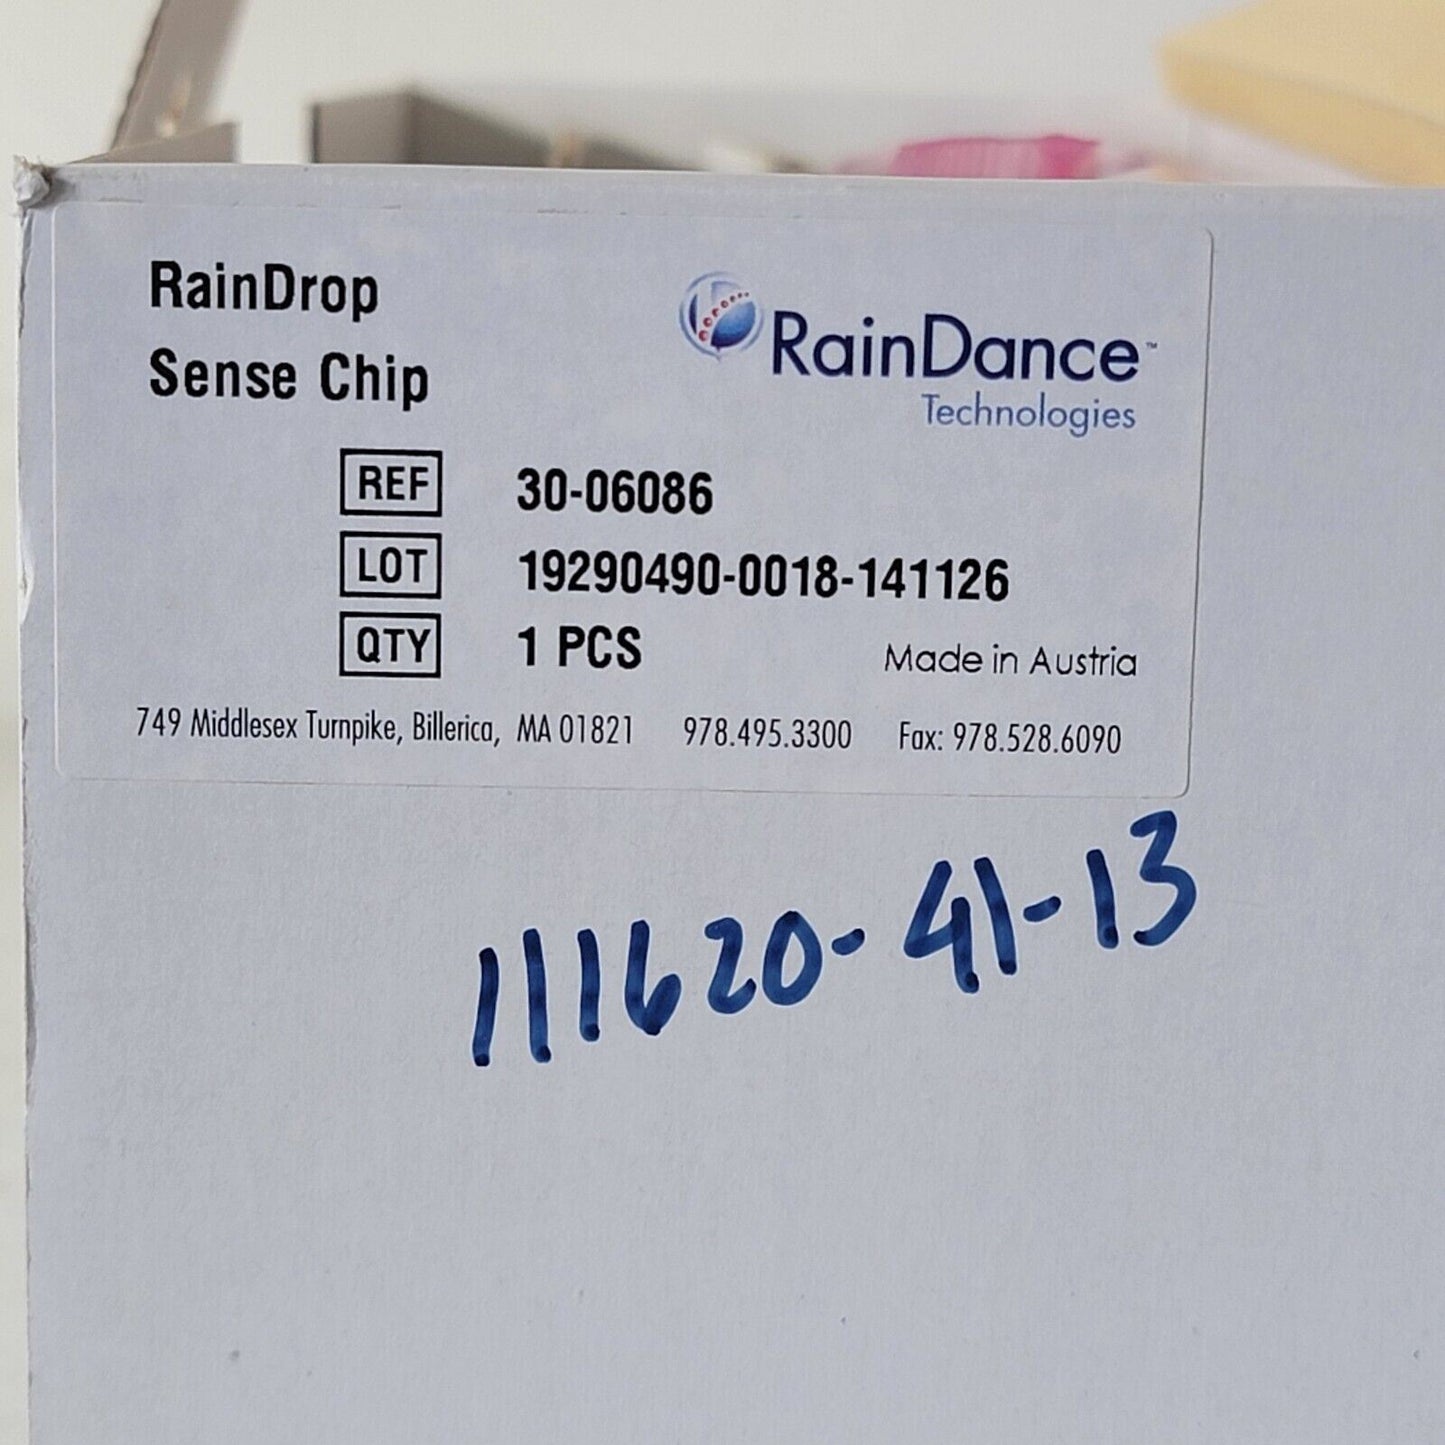 RainDrop
Sense Chip
RainDance™
Technologies
REF 30-06086
LOT 19290490-0018-141126
QTY 1 PCS Made in Austria
749 Middlesex Turnpike, Billerica, MA 01821 978.495.3300 Fax: 978.528.6090
111620-41-13